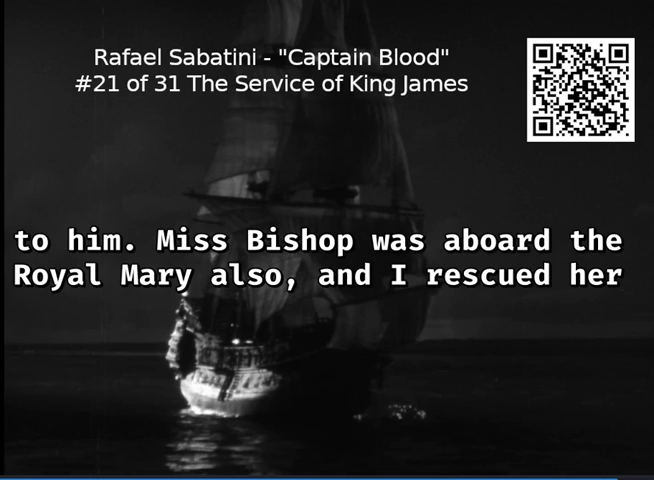 Rafael Sabatini - "Captain Blood"
#21 of 31 The Service of King James
to him. Miss Bishop was aboard the
Royal Mary also, and I rescued her